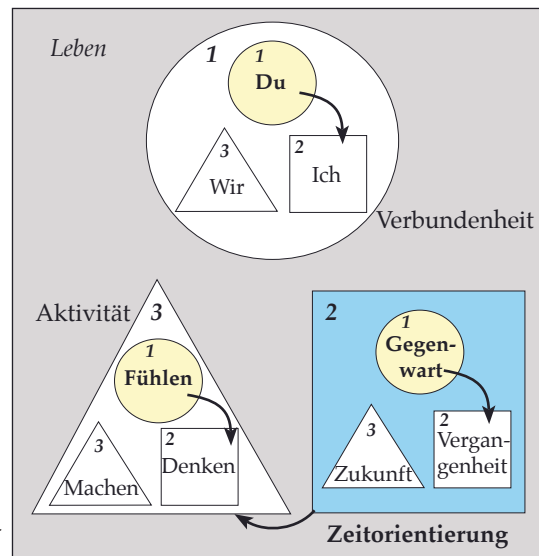 Leben
1
1
Du
2
Ich
3
Wir
Verbundenheit
Aktivität
3
1
Fühlen
2
Denken
3
Machen
2
1
Gegen-
wart
2
Vergan-
genheit
3
Zukunft
Zeitorientierung